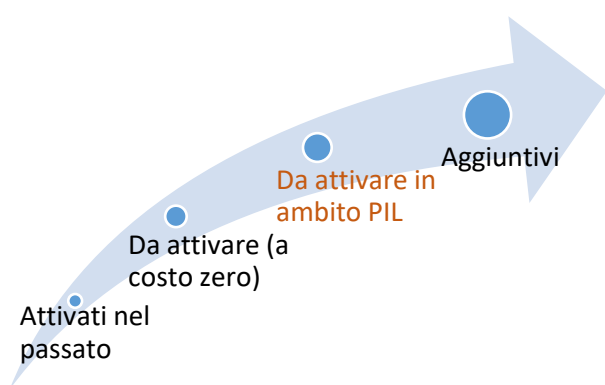 Attivati nel
passato
Da attivare (a
costo zero)
Da attivare in
ambito PIL
Aggiuntivi